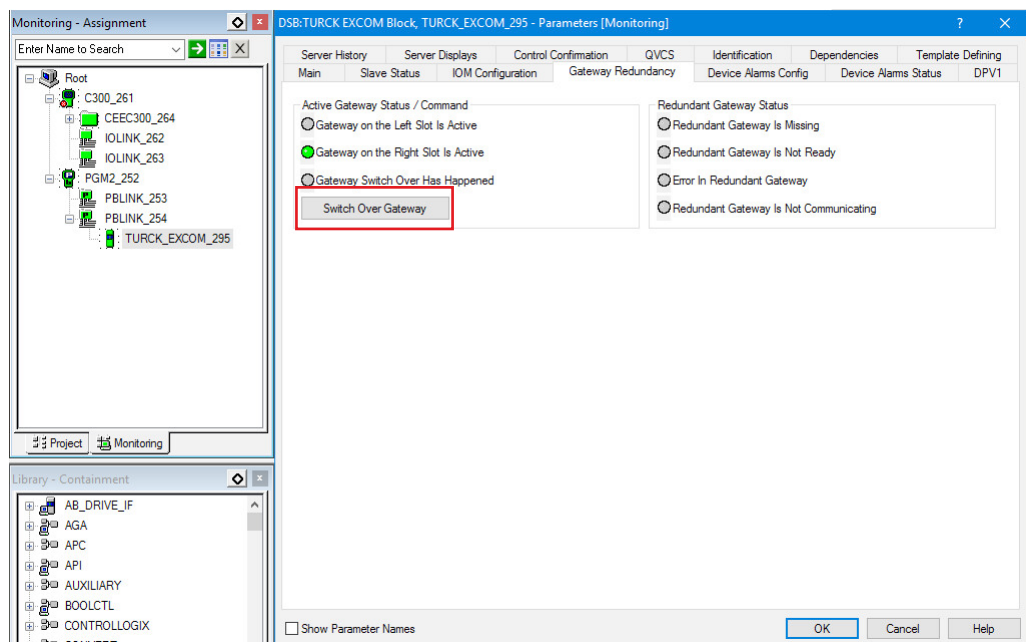 Monitoring - Assignment
Enter Name to Search
X
Root
C300_261
CEEC300_264
IOLINK_262
IOLINK_263
PGM2_252
PBLINK_253
PBLINK_254
TURCK_EXCOM_295
Project Monitoring
Library - Containment
AB_DRIVE_IF
AGA
APC
API
AUXILIARY
BOOLCTL
CONTROLLOGIX
DSB:TURCK EXCOM Block, TURCK_EXCOM_295 - Parameters [Monitoring] ?
Server History Server Displays Control Confirmation QVCS Identification Dependencies Template Defining
Main Slave Status IOM Configuration Gateway Redundancy Device Alarms Config Device Alarms Status DPV1
Active Gateway Status / Command
Gateway on the Left Slot Is Active
Gateway on the Right Slot Is Active
Gateway Switch Over Has Happened
Switch Over Gateway
Redundant Gateway Status
Redundant Gateway Is Missing
Redundant Gateway Is Not Ready
Error In Redundant Gateway
Redundant Gateway Is Not Communicating
Show Parameter Names
OK Cancel Help